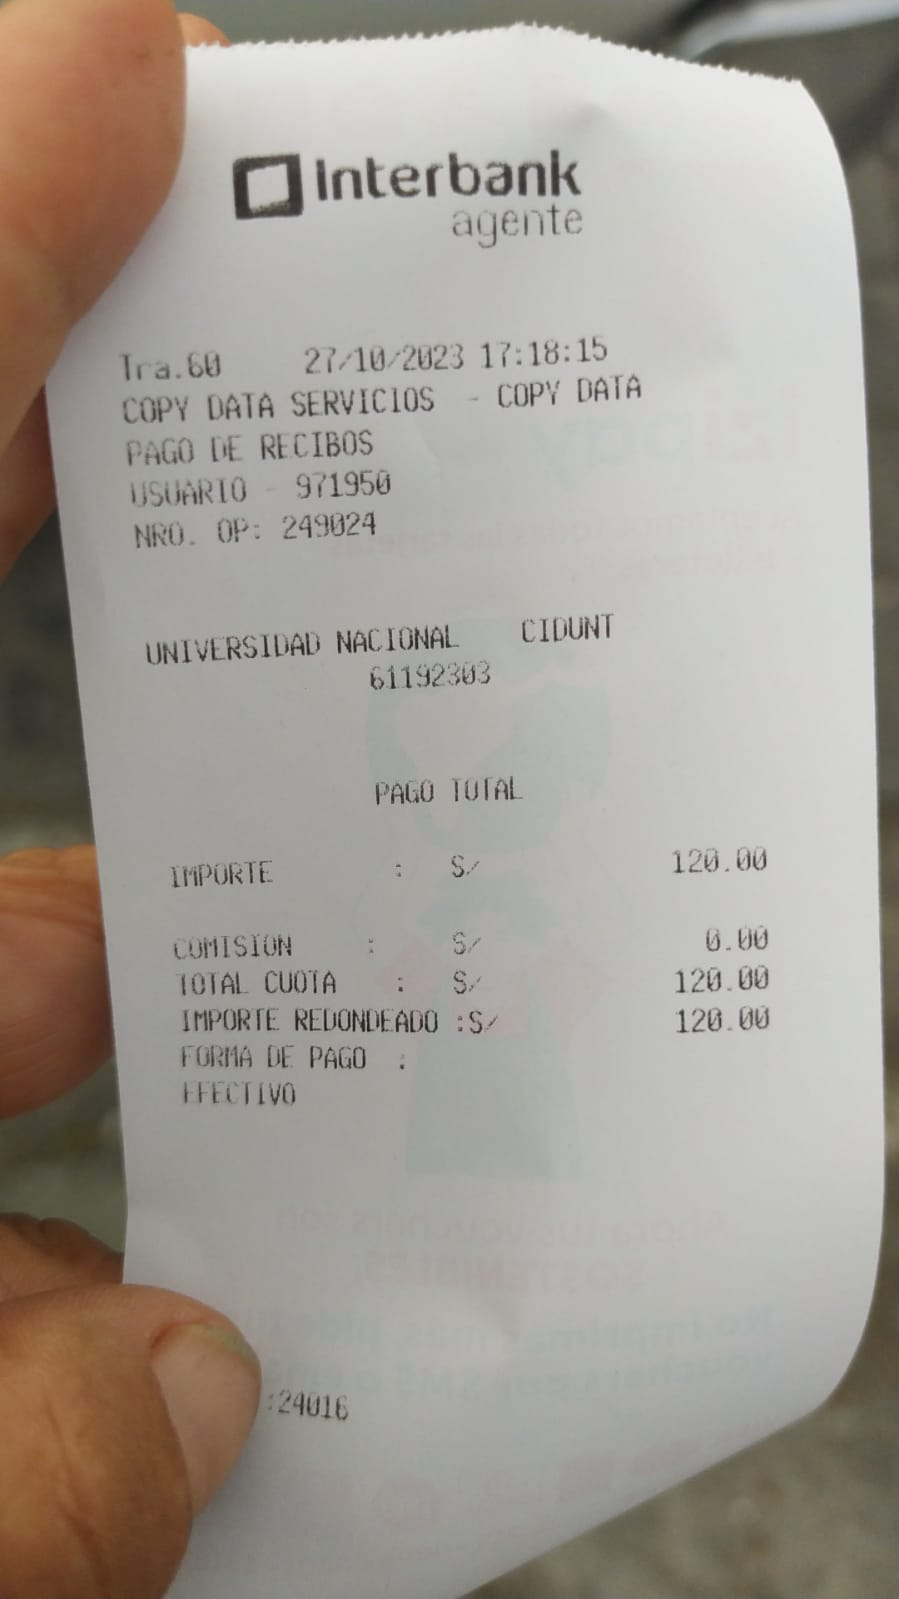 Interbank
agente
Tra.60 27/10/2023 17:18:15
COPY DATA SERVICIOS - COPY DATA
PAGO DE RECIBOS
USUARIO - 971950
NRO. OP: 249024
UNIVERSIDAD NACIONAL CIDUNT
61192303
PAGO TOTAL
IMPORTE : S/ 120.00
COMISION : S/ 0.00
TOTAL CUOTA : S/ 120.00
IMPORTE REDONDEADO :S/ 120.00
FORMA DE PAGO :
EFECTIVO
:24016